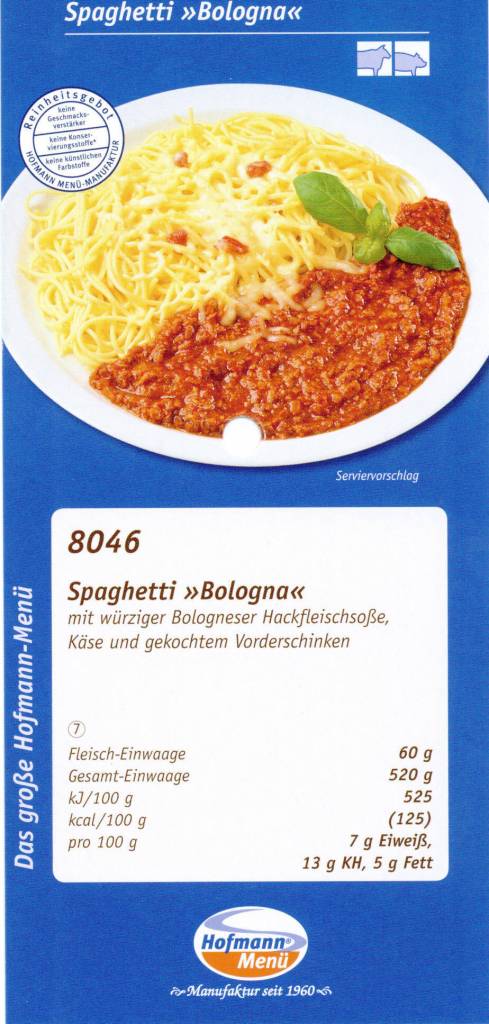 Spaghetti »Bologna«
Reinheitsgebot
keine
Geschmacks-
verstärker
keine Konser-
vierungsstoffe*
keine künstlichen
Farbstoffe
HOFMANN MENÜ-MANUFAKTUR
Serviervorschlag
8046
Spaghetti »Bologna«
mit würziger Bologneser Hackfleischsoße,
Käse und gekochtem Vorderschinken
7
Fleisch-Einwaage 60 g
Gesamt-Einwaage 520 g
kJ/100 g 525
kcal/100 g (125)
pro 100 g 7 g Eiweiß,
13 g KH, 5 g Fett
Das große Hofmann-Menü
Hofmann®
Menü
Manufaktur seit 1960